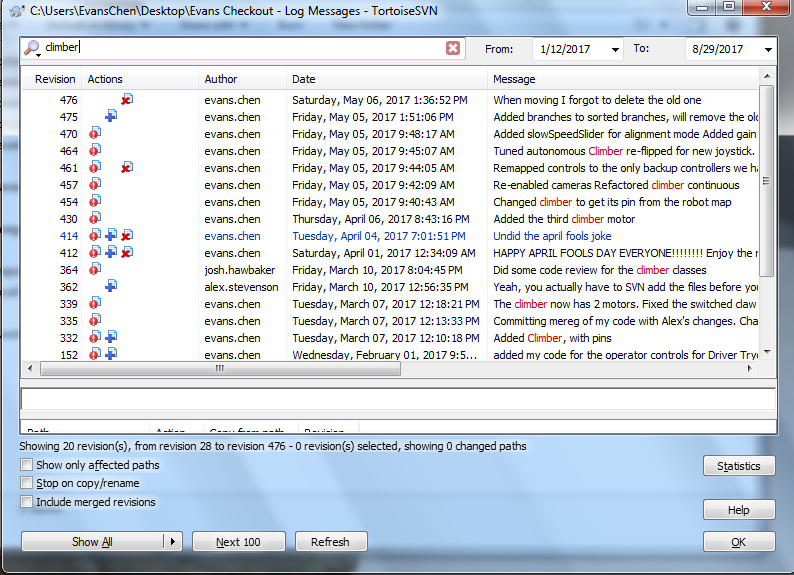 C:\Users\EvansChen\Desktop\Evans Checkout - Log Messages - TortoiseSVN
climber From: 1/12/2017 To: 8/29/2017
Revision Actions Author Date Message
476 evans.chen Saturday, May 06, 2017 1:36:52 PM When moving I forgot to delete the old one
475 evans.chen Friday, May 05, 2017 1:51:06 PM Added branches to sorted branches, will remove the old
470 evans.chen Friday, May 05, 2017 9:48:17 AM Added slowSpeedSlider for alignment mode Added gain
464 evans.chen Friday, May 05, 2017 9:45:07 AM Tuned autonomous Climber re-flipped for new joystick.
461 evans.chen Friday, May 05, 2017 9:44:05 AM Remapped controls to the only backup controllers we ha
457 evans.chen Friday, May 05, 2017 9:42:09 AM Re-enabled cameras Refactored climber continuous
454 evans.chen Friday, May 05, 2017 9:40:43 AM Changed climber to get its pin from the robot map
430 evans.chen Thursday, April 06, 2017 8:43:16 PM Added the third climber motor
414 evans.chen Tuesday, April 04, 2017 7:01:51 PM Undid the april fools joke
412 evans.chen Saturday, April 01, 2017 12:34:09 AM HAPPY APRIL FOOLS DAY EVERYONE!!!!!!!! Enjoy the r
364 josh.hawbaker Friday, March 10, 2017 8:04:45 PM Did some code review for the climber classes
362 alex.stevenson Friday, March 10, 2017 12:56:35 PM Yeah, you actually have to SVN add the files before you
339 evans.chen Tuesday, March 07, 2017 12:18:21 PM The climber now has 2 motors. Fixed the switched claw
335 evans.chen Tuesday, March 07, 2017 12:13:33 PM Committing mereg of my code with Alex's changes. Cha
332 evans.chen Tuesday, March 07, 2017 12:10:18 PM Added Climber, with pins
152 evans.chen Wednesday, February 01, 2017 9:5... added my code for the operator controls for Driver Tryo
Path Action Copy from path Revision
Showing 20 revision(s), from revision 28 to revision 476 - 0 revision(s) selected, showing 0 changed paths
Show only affected paths
Statistics
Stop on copy/rename
Include merged revisions
Help
Show All Next 100 Refresh OK